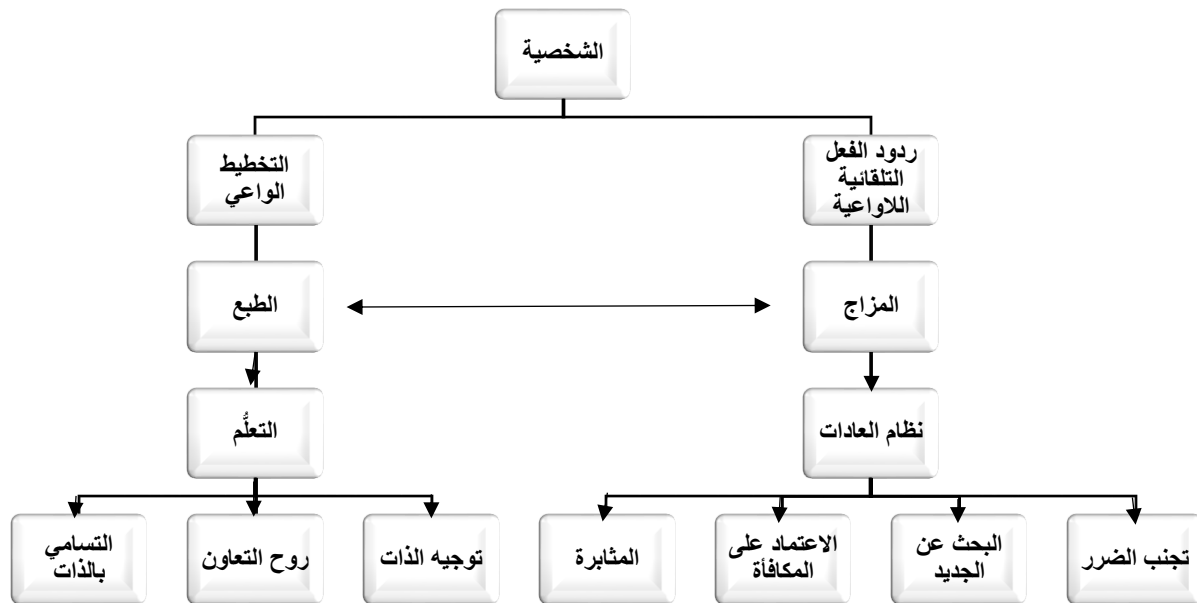 الشخصية
ردود الفعل
التلقائية
اللاواعية
التخطيط
الواعي
المزاج
الطبع
نظام العادات
التعلُّم
تجنب الضرر
البحث عن
الجديد
الاعتماد على
المكافأة
المثابرة
توجيه الذات
روح التعاون
التسامي
بالذات